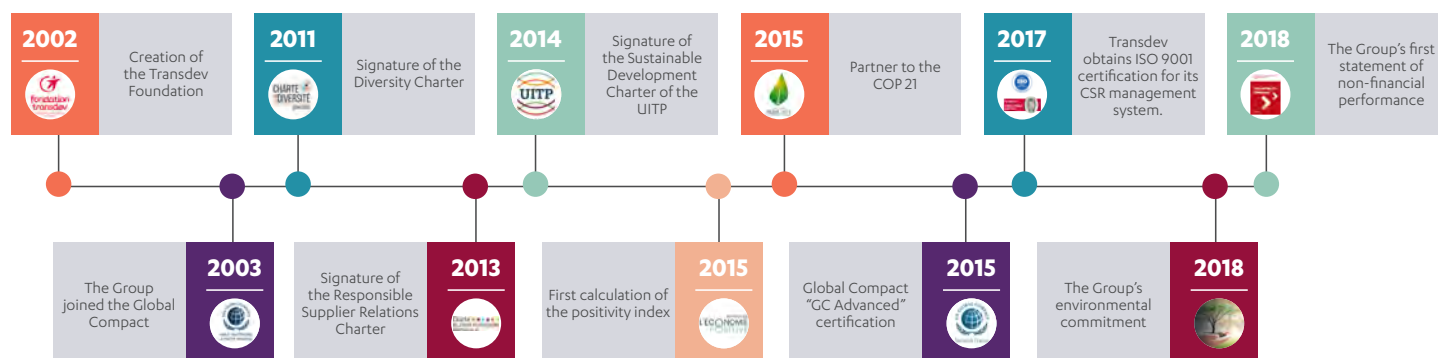 2002
fondation
transdev
Creation of
the Transdev
Foundation
2011
CHARTE
DIVERSITÉ
Signature of the
Diversity Charter
2014
UITP
Signature of
the Sustainable
Development
Charter of the
UITP
2015
Partner to the
COP 21
2017
ISO
Transdev
obtains ISO 9001
certification for its
CSR management
system.
2018
The Group's first
statement of
non-financial
performance
The Group
joined the Global
Compact
2003
Signature of
the Responsible
Supplier Relations
Charter
2013
First calculation of
the positivity index
2015
L'ÉCONOMIE
POSITIVE
Global Compact
“GC Advanced”
certification
2015
The Group's
environmental
commitment
2018